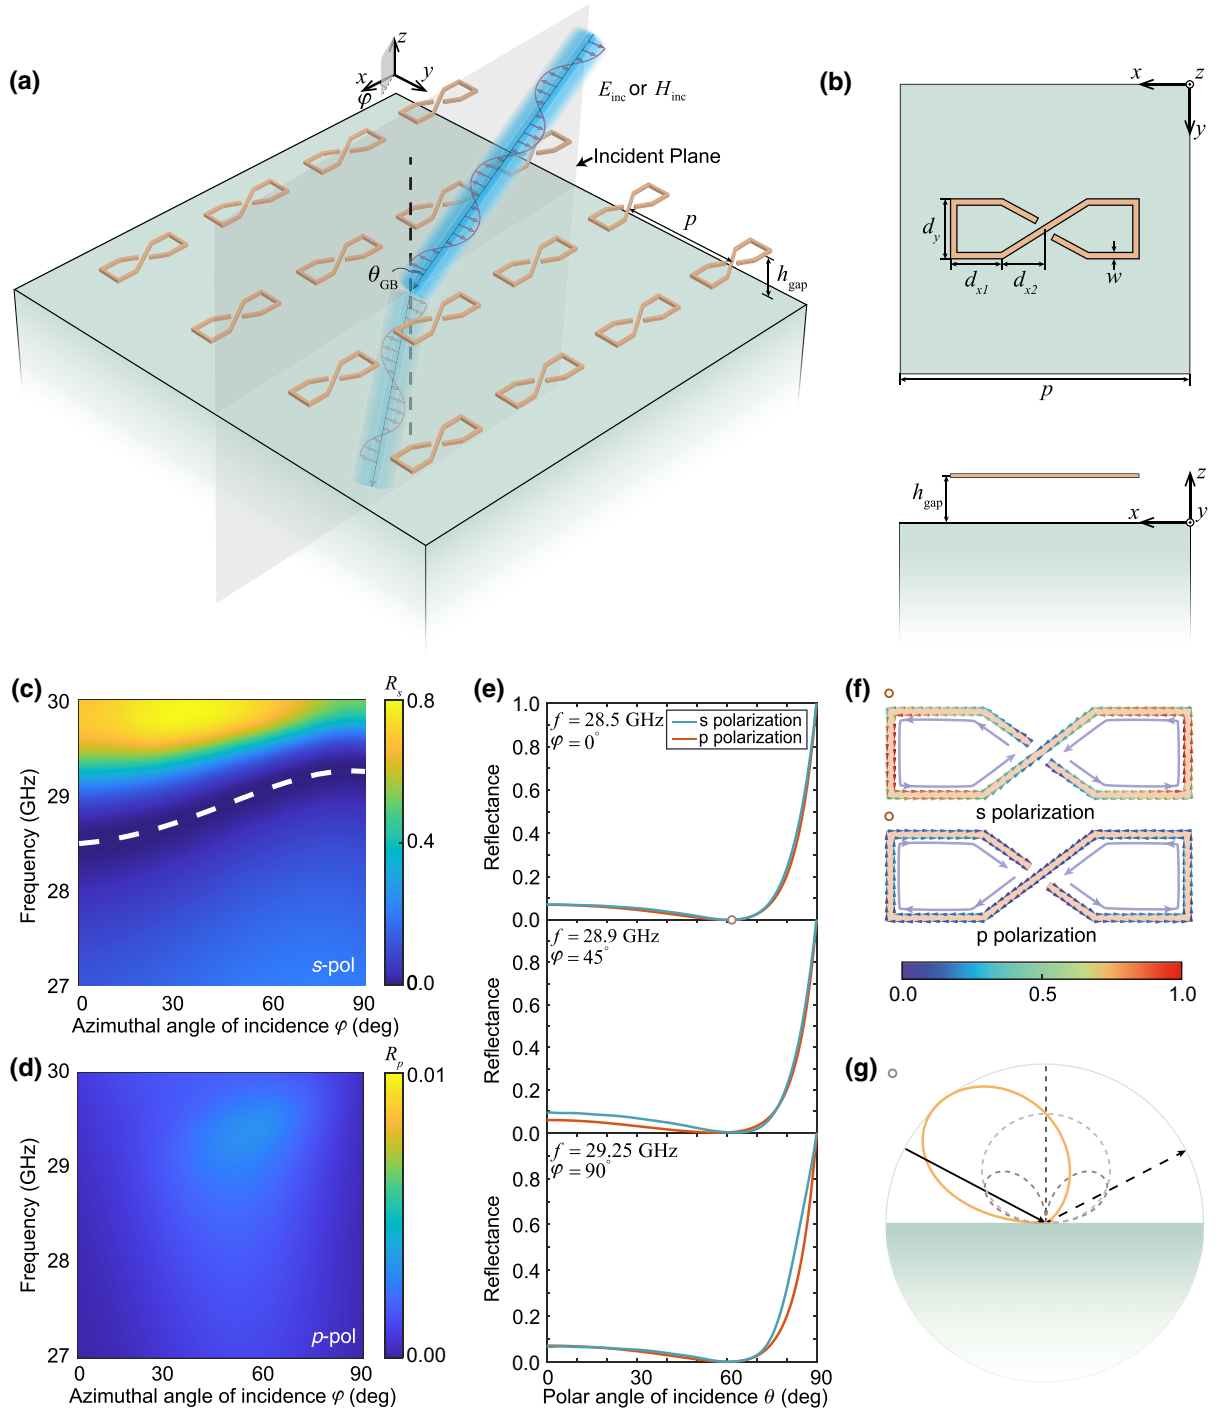 (a)
z
x
y
φ
E_inc or H_inc
Incident Plane
p
θ_GB
h_gap
(b)
x
z
y
d_y
d_x1
d_x2
w
p
h_gap
z
x
y
(c)
R_s
30
29
28
27
0.8
0.4
0.0
s-pol
0
30
60
90
Frequency (GHz)
Azimuthal angle of incidence φ (deg)
(d)
R_p
30
29
28
27
0.01
0.00
p-pol
0
30
60
90
Frequency (GHz)
Azimuthal angle of incidence φ (deg)
(e)
f = 28.5 GHz
φ = 0°
s polarization
p polarization
1.0
0.8
0.6
0.4
0.2
0.0
Reflectance
f = 28.9 GHz
φ = 45°
0.8
0.6
0.4
0.2
0.0
Reflectance
f = 29.25 GHz
φ = 90°
0.8
0.6
0.4
0.2
0.0
Reflectance
0
30
60
90
Polar angle of incidence θ (deg)
(f)
s polarization
p polarization
0.0
0.5
1.0
(g)